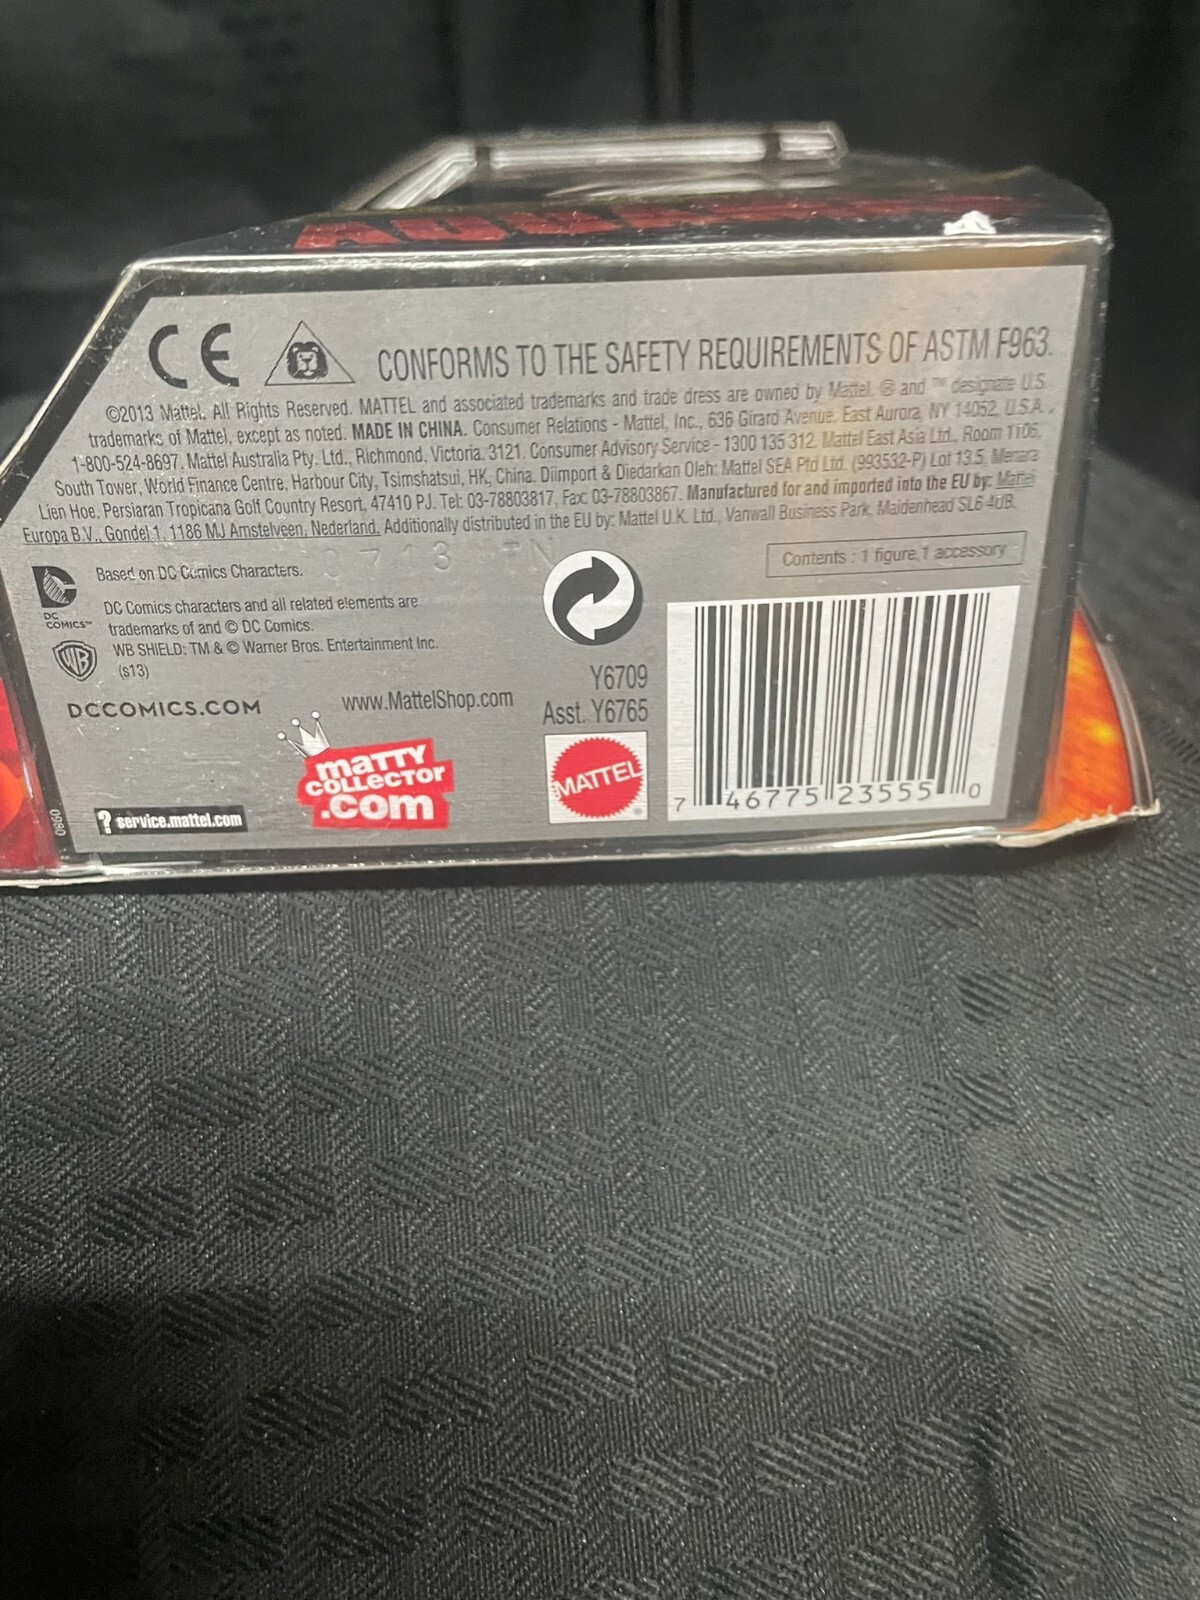 AQUAMAN
CE
CONFORMS TO THE SAFETY REQUIREMENTS OF ASTM F963.
©2013 Mattel. All Rights Reserved. MATTEL and associated trademarks and trade dress are owned by Mattel. ® and ™ designate U.S.
trademarks of Mattel, except as noted. MADE IN CHINA. Consumer Relations - Mattel, Inc., 636 Girard Avenue, East Aurora, NY 14052, U.S.A.,
1-800-524-8697. Mattel Australia Pty. Ltd., Richmond, Victoria. 3121. Consumer Advisory Service - 1300 135 312. Mattel East Asia Ltd., Room 1106,
South Tower, World Finance Centre, Harbour City, Tsimshatsui, HK, China. Diimport & Diedarkan Oleh: Mattel SEA Ptd Ltd. (993532-P) Lot 13.5, Menara
Lien Hoe, Persiaran Tropicana Golf Country Resort, 47410 PJ. Tel: 03-78803817, Fax: 03-78803867. Manufactured for and imported into the EU by: Mattel
Europa B.V., Gondel 1, 1186 MJ Amstelveen, Nederland. Additionally distributed in the EU by: Mattel U.K. Ltd., Vanwall Business Park, Maidenhead SL6 4UB.
Contents : 1 figure,1 accessory
DC
COMICS™
Based on DC Comics Characters.
DC Comics characters and all related elements are
trademarks of and © DC Comics.
WB
WB SHIELD: TM & © Warner Bros. Entertainment Inc.
(s13)
DCCOMICS.COM
www.MattelShop.com
Y6709
Asst. Y6765
matty
collector
.com
MATTEL
®
0980
? service.mattel.com
7 46775 23555 0